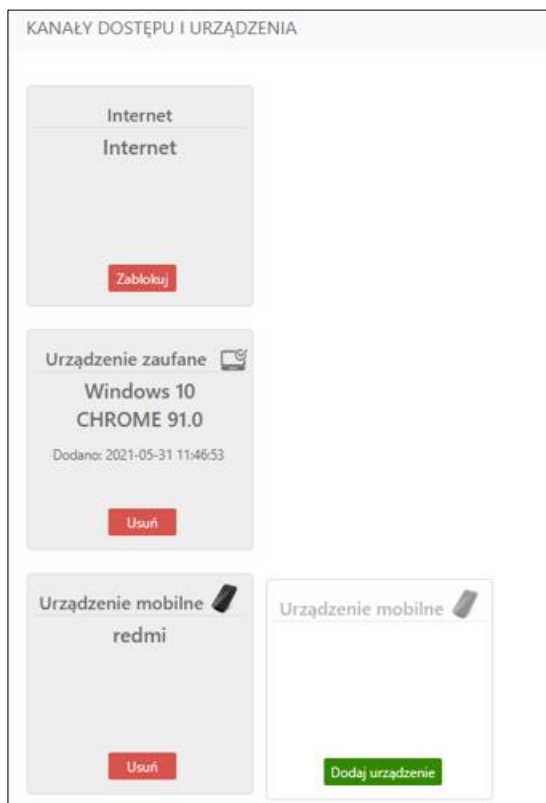 KANAŁY DOSTĘPU I URZĄDZENIA
Internet
Internet
Zablokuj
Urządzenie zaufane
Windows 10
CHROME 91.0
Dodano: 2021-05-31 11:46:53
Usuń
Urządzenie mobilne
redmi
Usuń
Urządzenie mobilne
Dodaj urządzenie